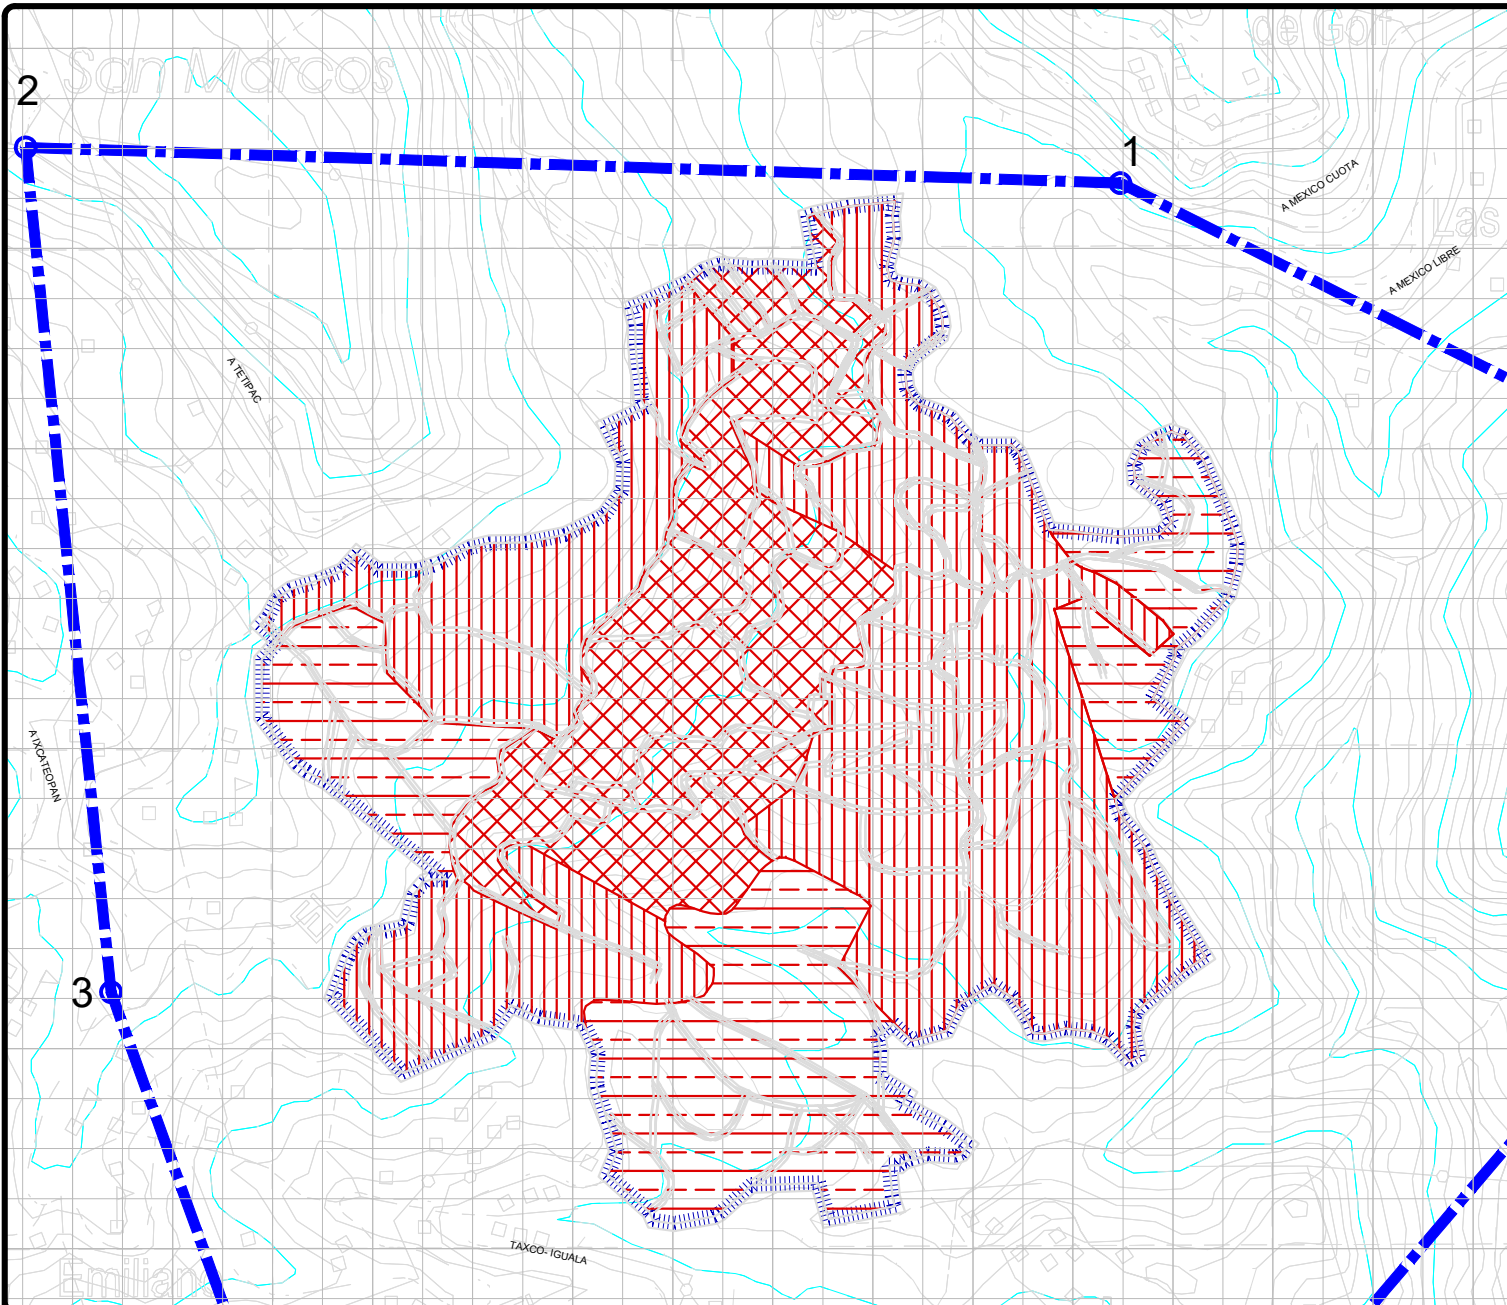 de Golf
San Marcos
2
1
A MEXICO CUOTA
Las
A MEXICO LIBRE
A TETIPAC
A IXCATEOPAN
3
TAXCO- IGUALA
Emilian